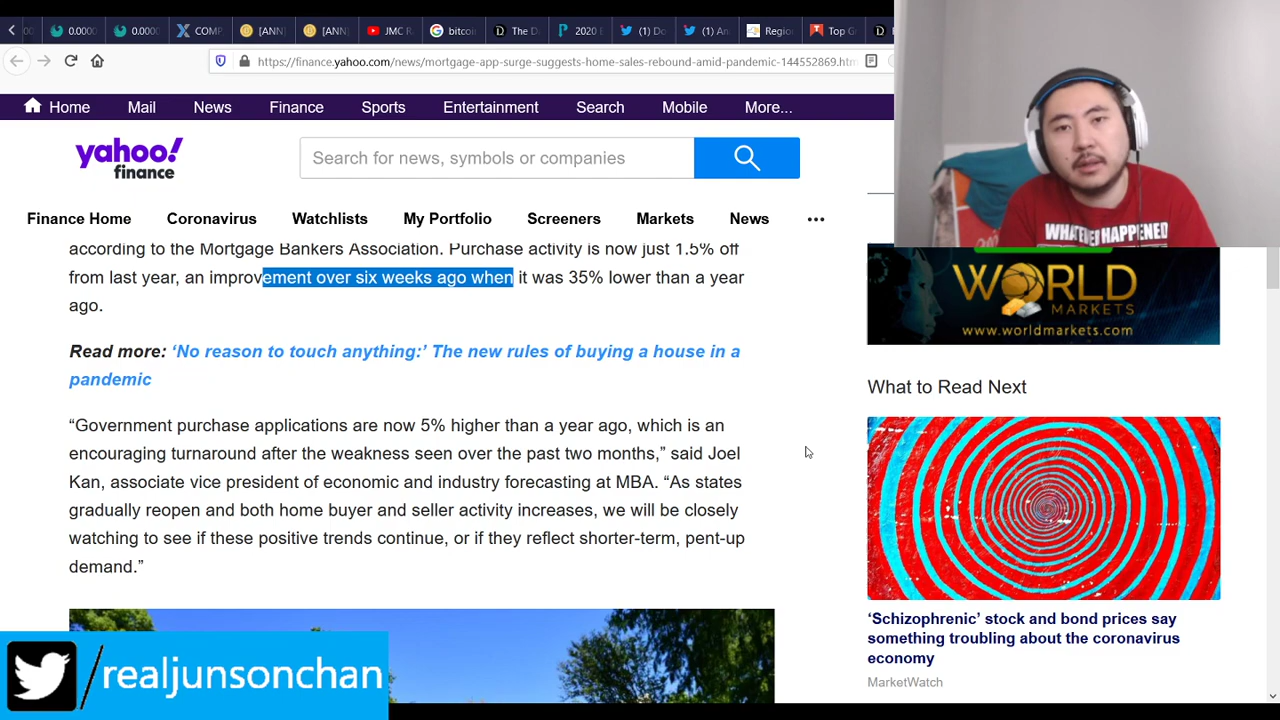 0.0000
0.0000
COMP
[ANN]
[ANN]
JMC R
bitcoi
The D
2020 E
(1) Do
(1) An
Regio
Top G
https://finance.yahoo.com/news/mortgage-app-surge-suggests-home-sales-rebound-amid-pandemic-144552869.htm
Home Mail News Finance Sports Entertainment Search Mobile More...
yahoo!
finance
Search for news, symbols or companies
Finance Home Coronavirus Watchlists My Portfolio Screeners Markets News
according to the Mortgage Bankers Association. Purchase activity is now just 1.5% off
from last year, an improvement over six weeks ago when it was 35% lower than a year
ago.
Read more: ‘No reason to touch anything:’ The new rules of buying a house in a
pandemic
“Government purchase applications are now 5% higher than a year ago, which is an
encouraging turnaround after the weakness seen over the past two months,” said Joel
Kan, associate vice president of economic and industry forecasting at MBA. “As states
gradually reopen and both home buyer and seller activity increases, we will be closely
watching to see if these positive trends continue, or if they reflect shorter-term, pent-up
demand.”
WORLD
MARKETS
www.worldmarkets.com
What to Read Next
‘Schizophrenic’ stock and bond prices say
something troubling about the coronavirus
economy
MarketWatch
/realjunsonchan